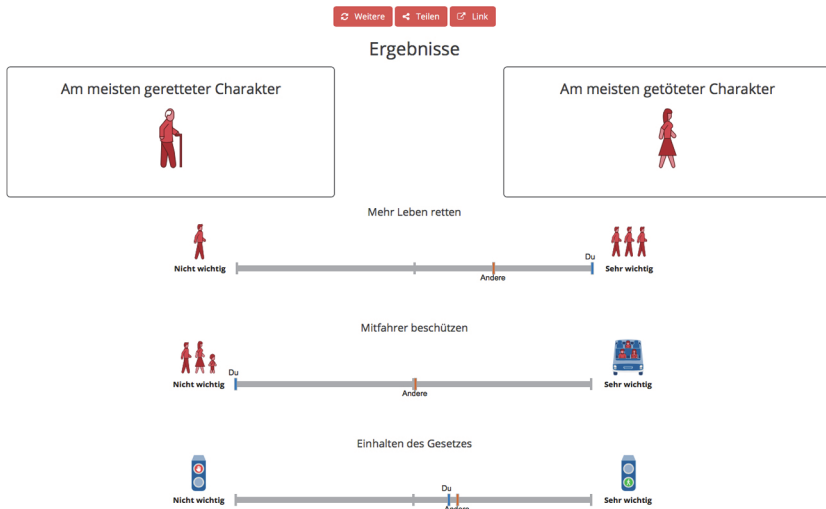 Weitere
Teilen
Link
Ergebnisse
Am meisten geretteter Charakter
Am meisten getöteter Charakter
Mehr Leben retten
Du
Nicht wichtig
Sehr wichtig
Andere
Mitfahrer beschützen
Du
Nicht wichtig
Sehr wichtig
Andere
Einhalten des Gesetzes
Du
Nicht wichtig
Sehr wichtig
Andere